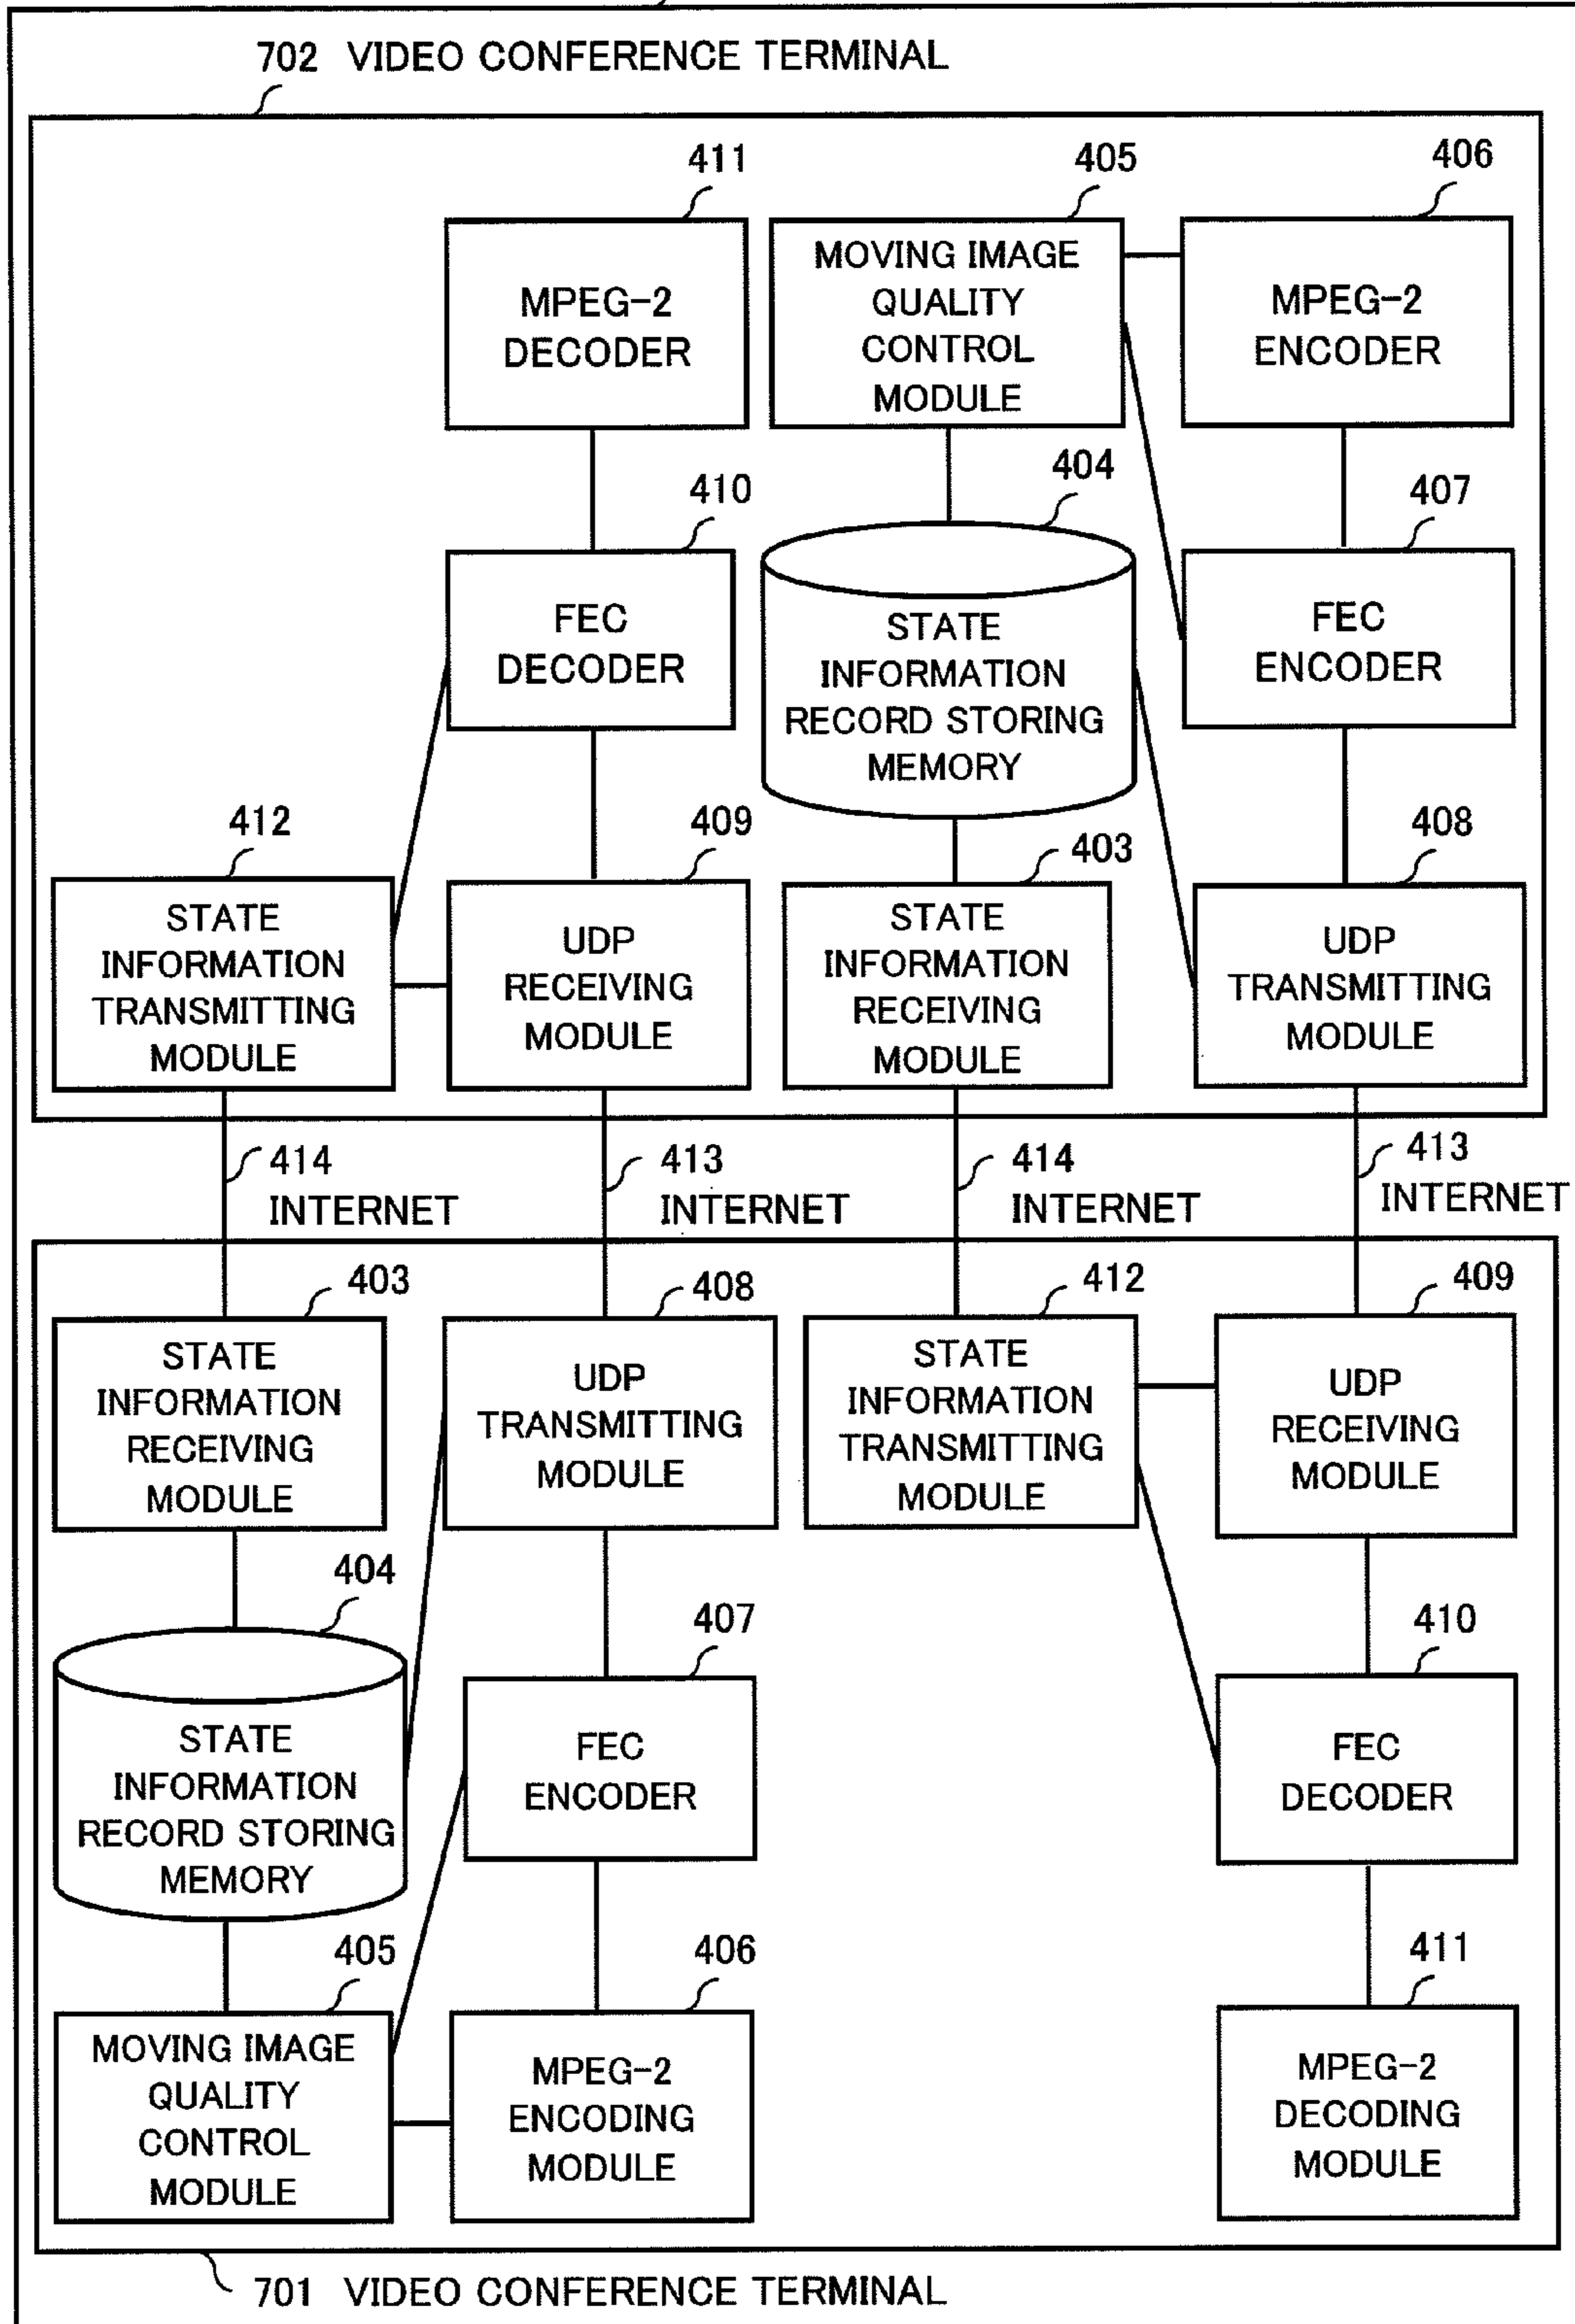 702 VIDEO CONFERENCE TERMINAL
411
405
406
MPEG-2
DECODER
MOVING IMAGE
QUALITY
CONTROL
MODULE
MPEG-2
ENCODER
410
404
407
FEC
DECODER
STATE
INFORMATION
RECORD STORING
MEMORY
FEC
ENCODER
412
409
403
408
STATE
INFORMATION
TRANSMITTING
MODULE
UDP
RECEIVING
MODULE
STATE
INFORMATION
RECEIVING
MODULE
UDP
TRANSMITTING
MODULE
414
INTERNET
413
INTERNET
414
INTERNET
413
INTERNET
403
408
412
409
STATE
INFORMATION
RECEIVING
MODULE
UDP
TRANSMITTING
MODULE
STATE
INFORMATION
TRANSMITTING
MODULE
UDP
RECEIVING
MODULE
404
407
410
STATE
INFORMATION
RECORD STORING
MEMORY
FEC
ENCODER
FEC
DECODER
405
406
411
MOVING IMAGE
QUALITY
CONTROL
MODULE
MPEG-2
ENCODING
MODULE
MPEG-2
DECODING
MODULE
701 VIDEO CONFERENCE TERMINAL